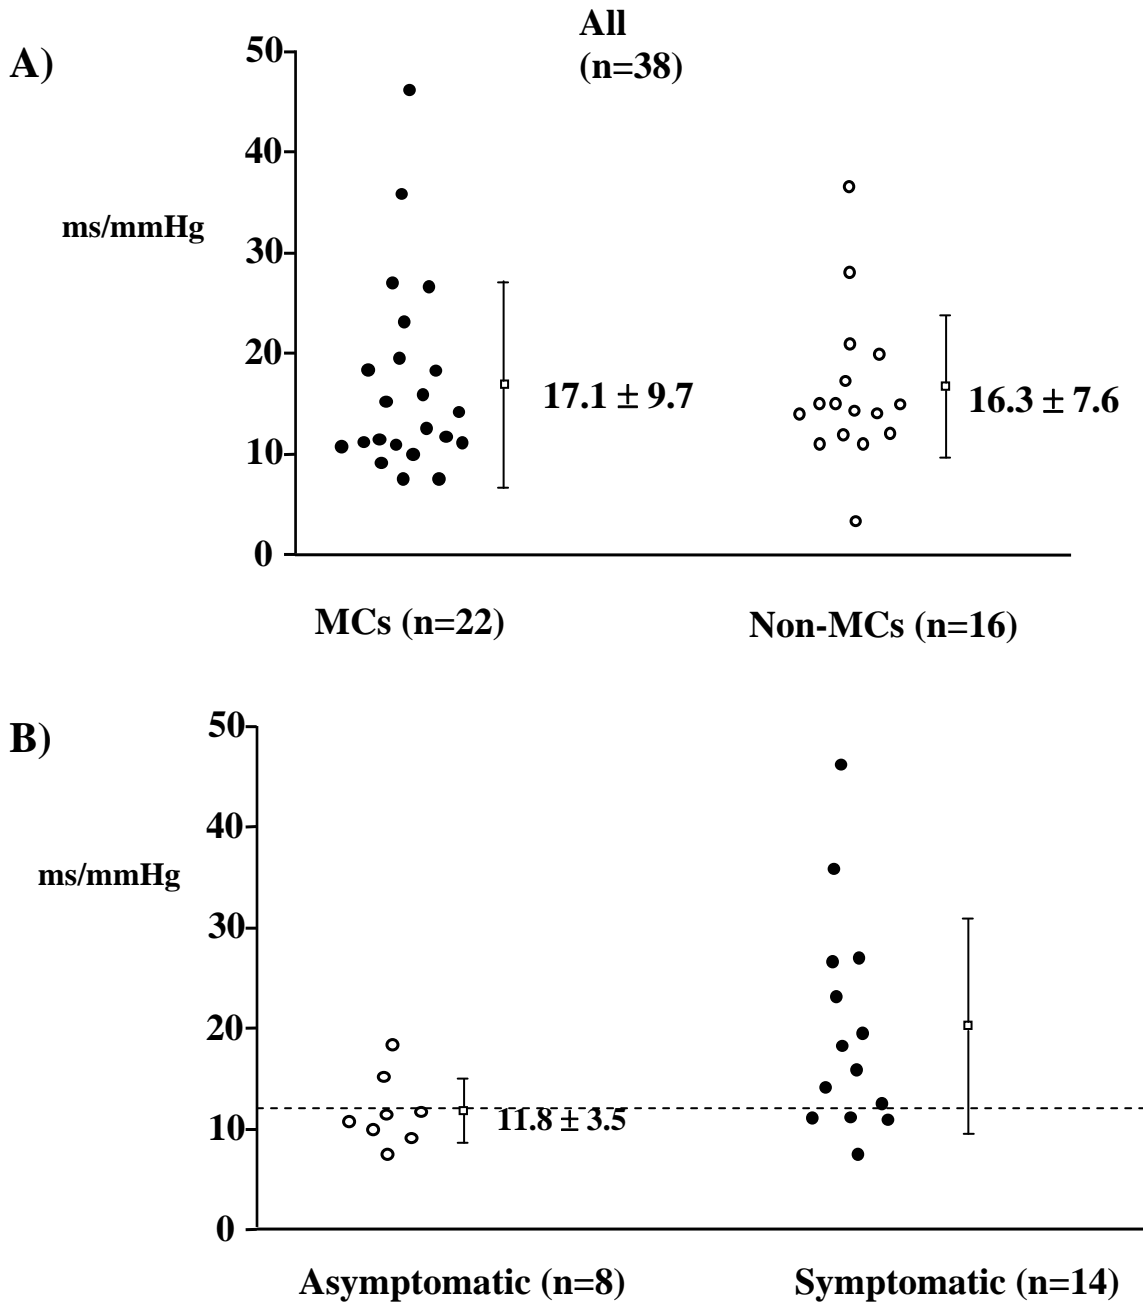 A)
All
(n=38)
50
40
ms/mmHg
30
20
17.1 ± 9.7
16.3 ± 7.6
10
0
MCs (n=22)
Non-MCs (n=16)
B)
50
40
ms/mmHg
30
20
10
11.8 ± 3.5
0
Asymptomatic (n=8)
Symptomatic (n=14)